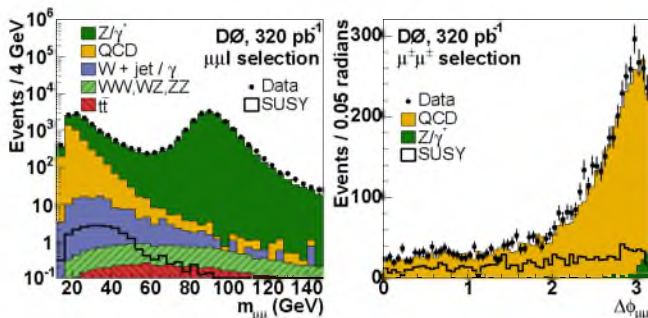 Events / 4 GeV
10⁶
10⁵
10⁴
10³
10²
10
1
10⁻¹
Z/γ*
QCD
W + jet / γ
WW,WZ,ZZ
tt̄
DØ, 320 pb⁻¹
μμl selection
Data
SUSY
20 40 60 80 100 120 140
m_μμ (GeV)
Events / 0.05 radians
300
200
100
0
DØ, 320 pb⁻¹
μ±μ± selection
Data
QCD
Z/γ*
SUSY
0 1 2 3
Δφ_μμ